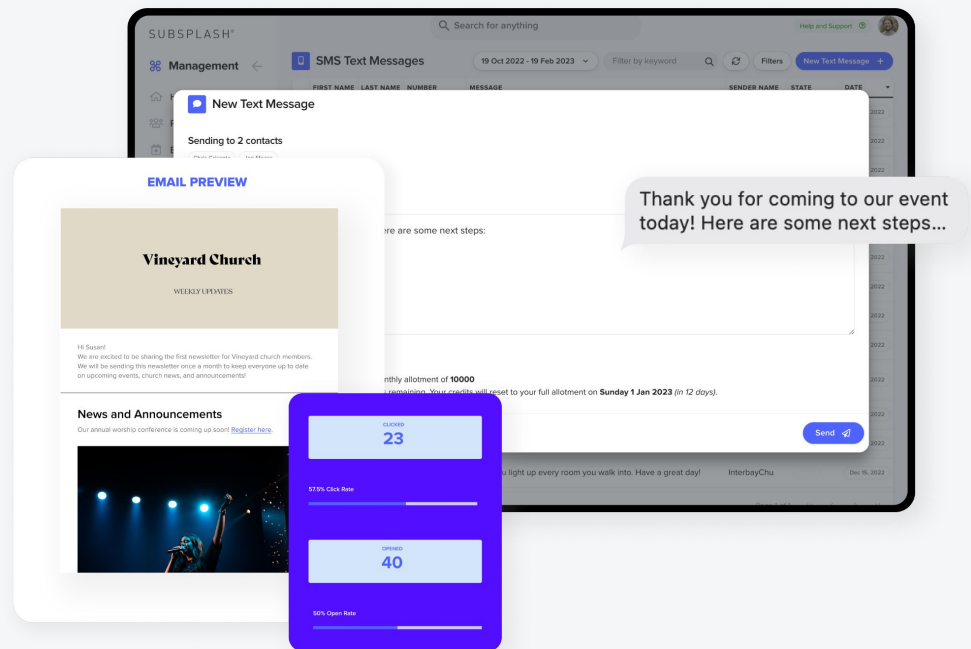 SUBSPLASH®
Search for anything
Help and Support
Management
SMS Text Messages
19 Oct 2022 - 19 Feb 2023
Filter by keyword
Filters
New Text Message +
FIRST NAME LAST NAME NUMBER MESSAGE SENDER NAME STATE DATE
New Text Message
Sending to 2 contacts
Thank you for coming to our event
today! Here are some next steps...
ere are some next steps:
nthly allotment of 10000
remaining. Your credits will reset to your full allotment on Sunday 1 Jan 2023 (in 12 days).
Send
u light up every room you walk into. Have a great day!
InterbayChu
Dec 15, 2022
EMAIL PREVIEW
Vineyard Church
WEEKLY UPDATES
Hi Susan!
We are excited to be sharing the first newsletter for Vineyard church members.
We will be sending this newsletter once a month to keep everyone up to date
on upcoming events, church news, and announcements!
News and Announcements
Our annual worship conference is coming up soon! Register here.
CLICKED
23
57.5% Click Rate
OPENED
40
50% Open Rate